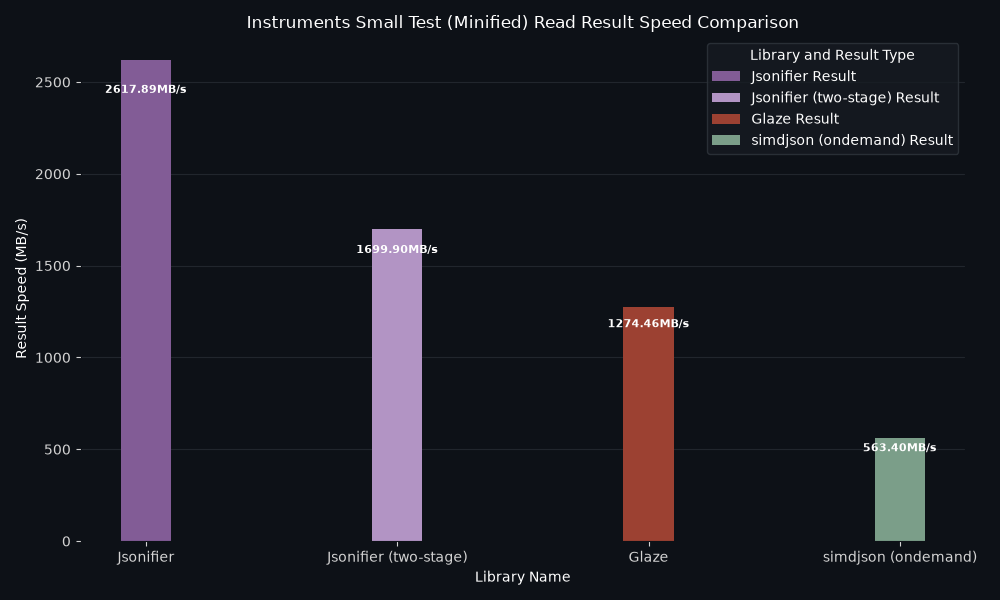 Instruments Small Test (Minified) Read Result Speed Comparison
Library and Result Type
Jsonifier Result
Jsonifier (two-stage) Result
Glaze Result
simdjson (ondemand) Result
Result Speed (MB/s)
2500
2000
1500
1000
500
0
2617.89MB/s
1699.90MB/s
1274.46MB/s
563.40MB/s
Jsonifier
Jsonifier (two-stage)
Glaze
simdjson (ondemand)
Library Name